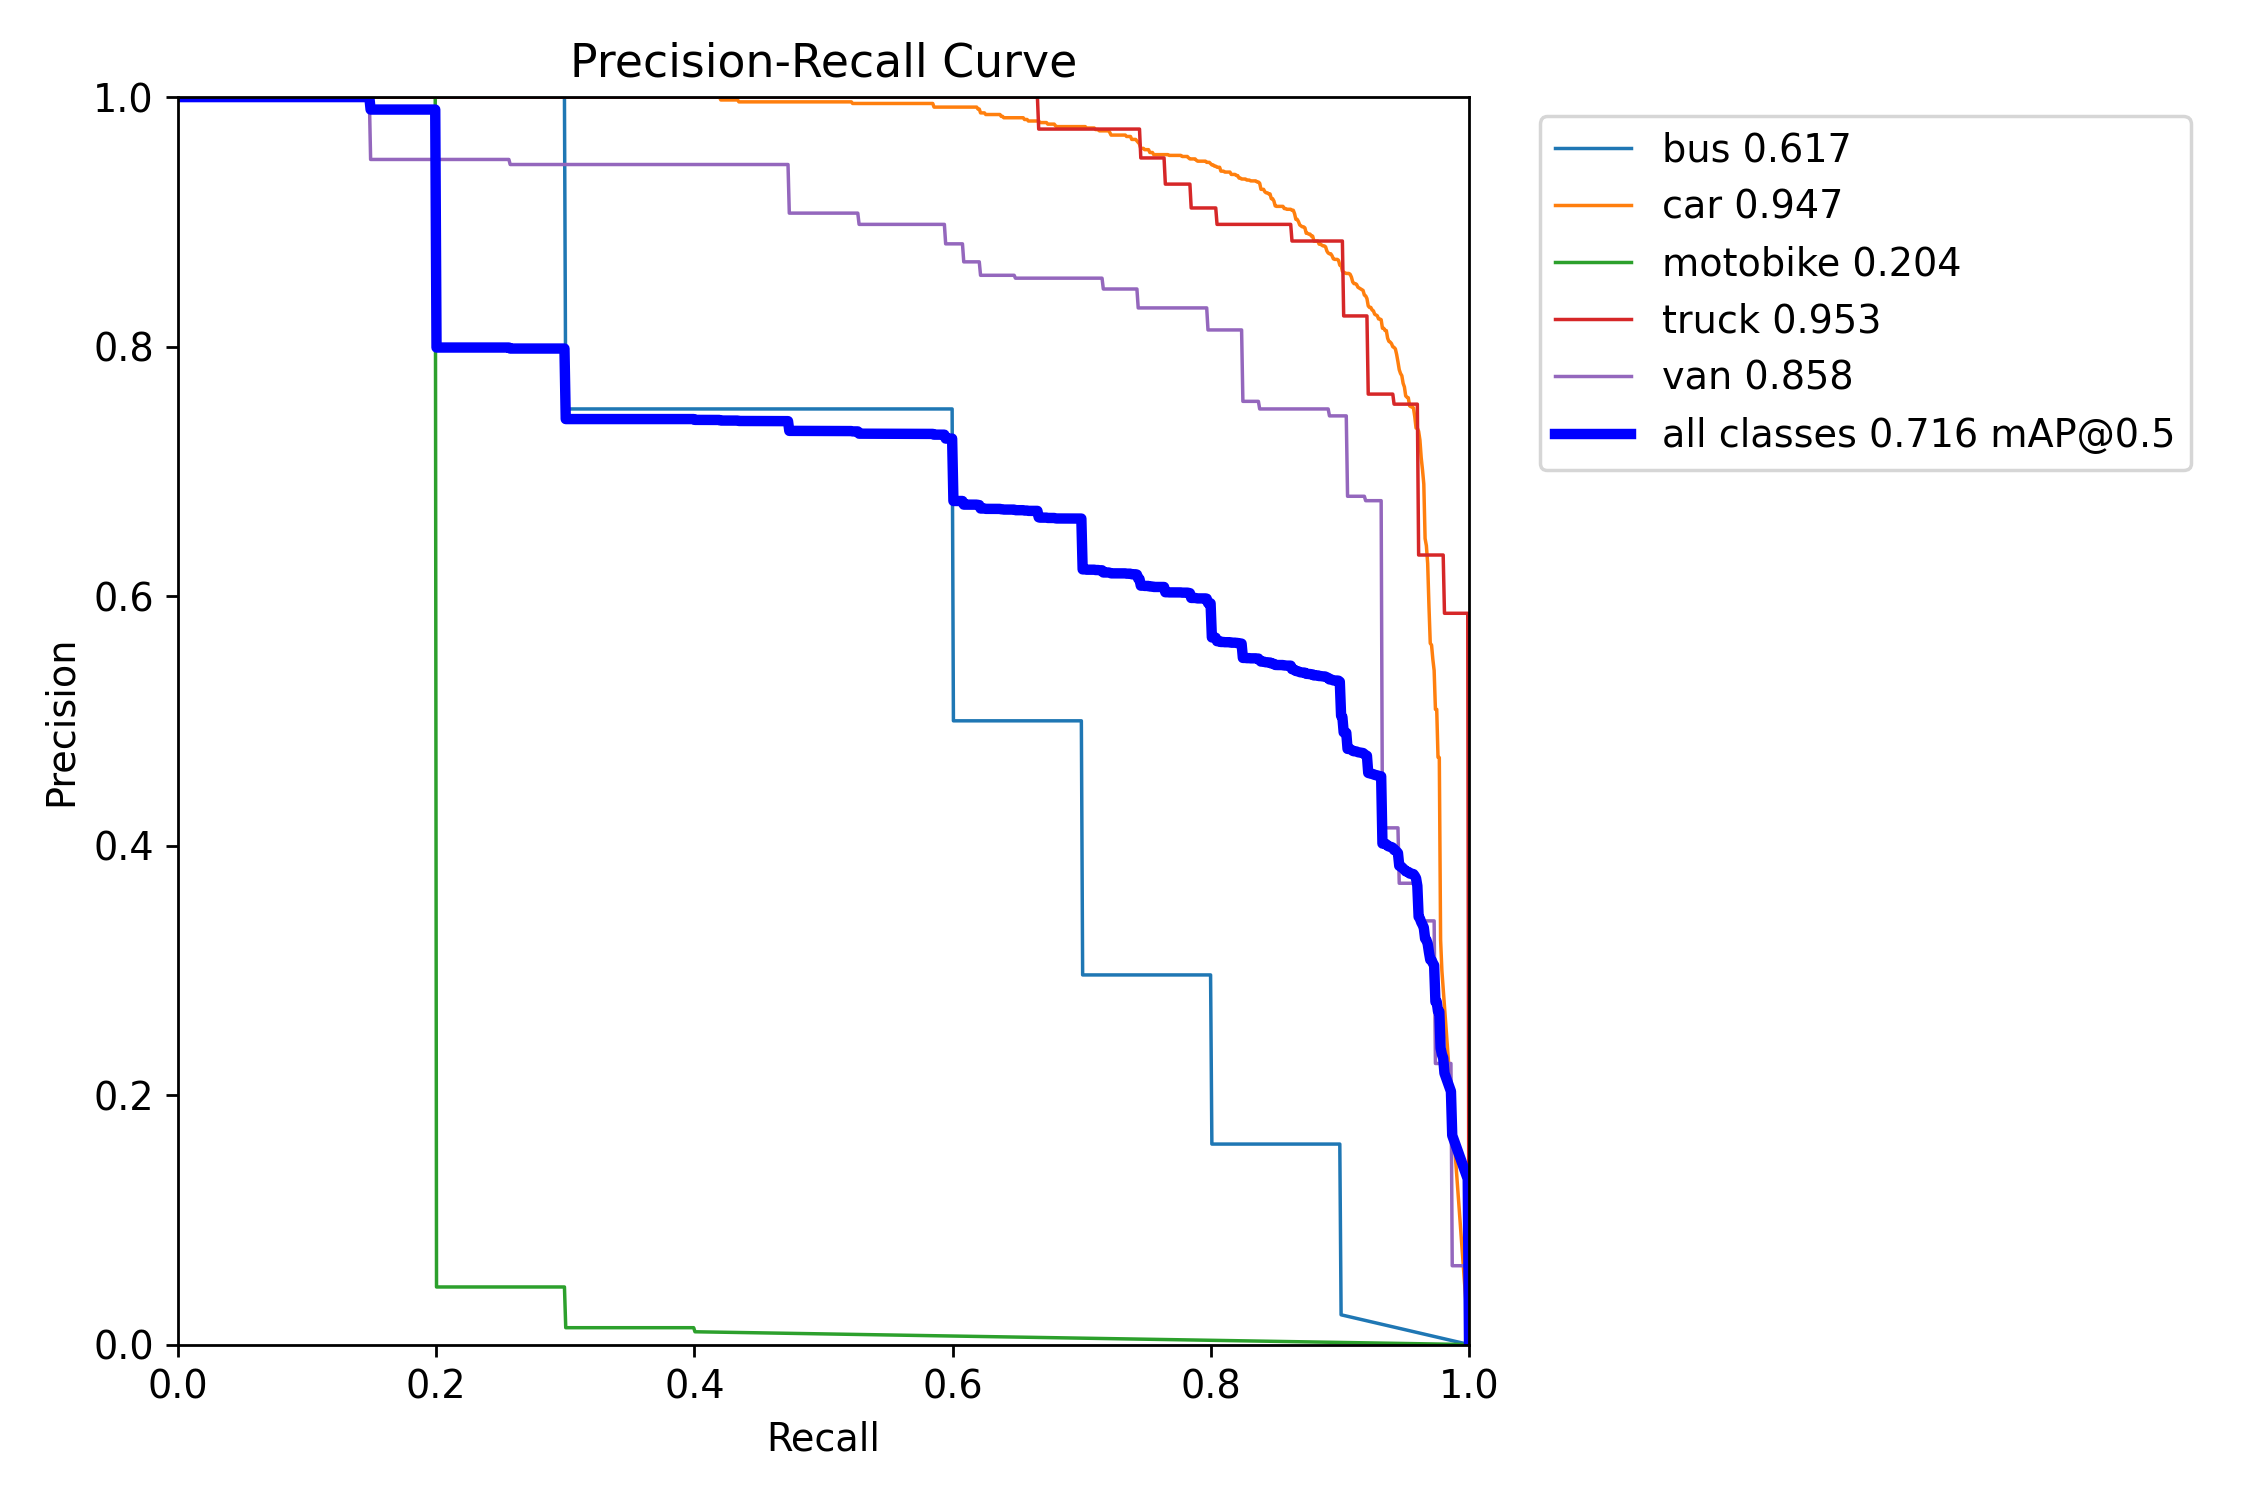 Precision-Recall Curve
1.0
0.8
0.6
0.4
0.2
0.0
Precision
0.0 0.2 0.4 0.6 0.8 1.0
Recall
bus 0.617
car 0.947
motobike 0.204
truck 0.953
van 0.858
all classes 0.716 mAP@0.5